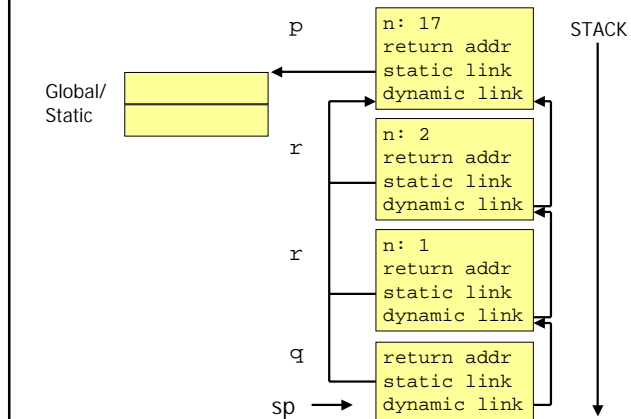 p
n: 17
return addr
static link
dynamic link
STACK
Global/
Static
r
n: 2
return addr
static link
dynamic link
r
n: 1
return addr
static link
dynamic link
q
return addr
static link
dynamic link
sp